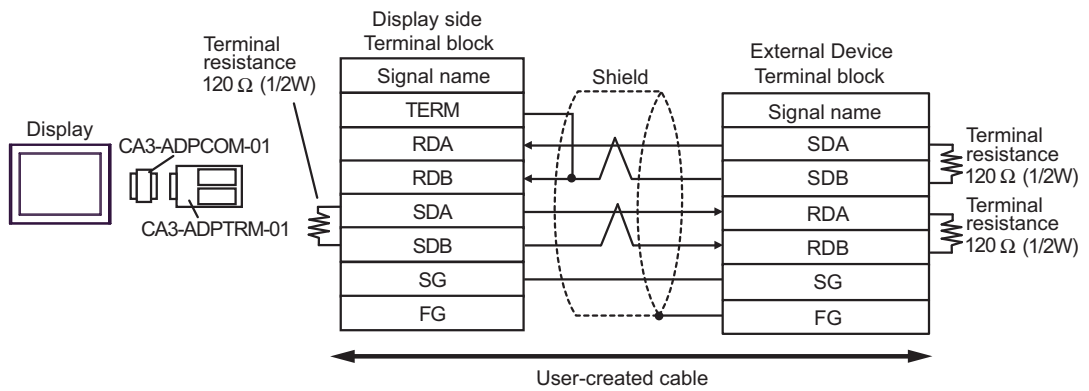 Display side
Terminal block
Terminal
resistance
120 Ω (1/2W)
Signal name
TERM
RDA
RDB
SDA
SDB
SG
FG
Display
CA3-ADPCOM-01
CA3-ADPTRM-01
Shield
External Device
Terminal block
Signal name
SDA
SDB
RDA
RDB
SG
FG
Terminal
resistance
120 Ω (1/2W)
Terminal
resistance
120 Ω (1/2W)
User-created cable